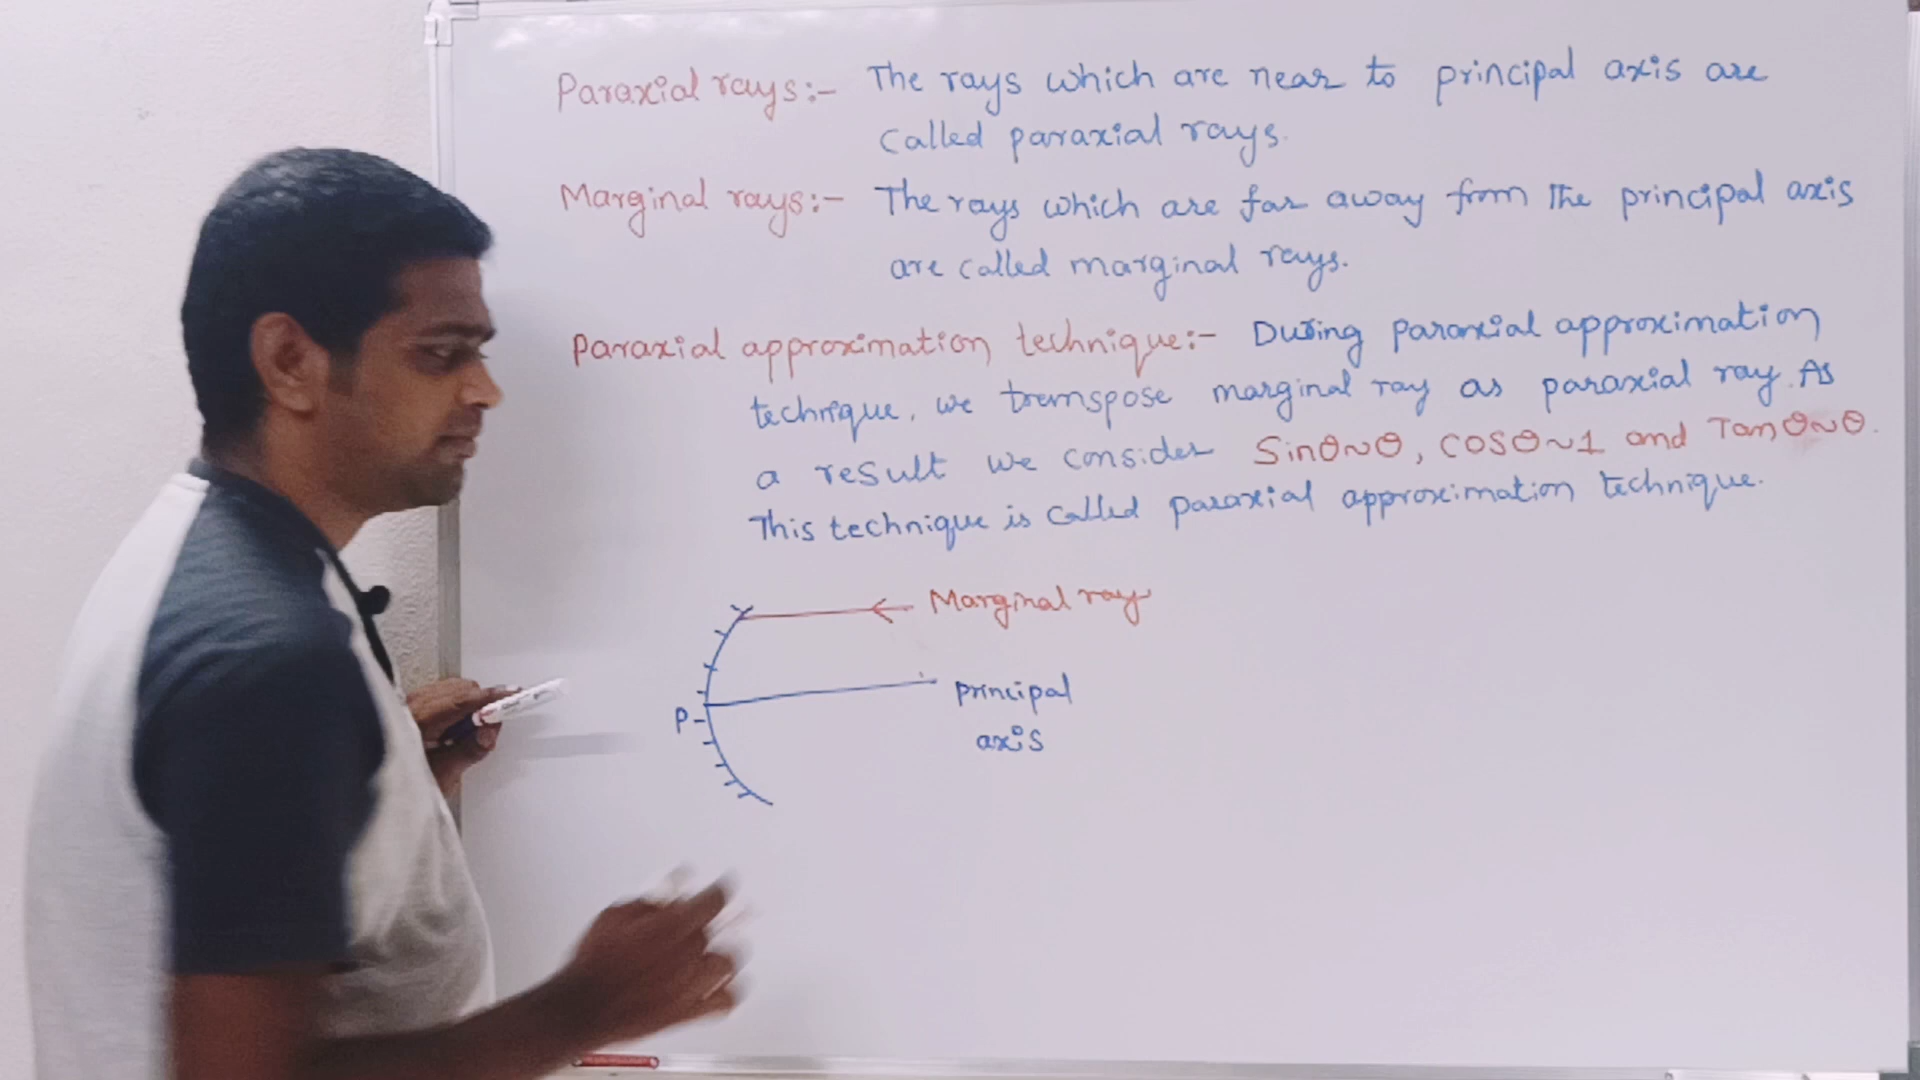 Paraxial rays:- The rays which are near to principal axis are
called paraxial rays.
Marginal rays:- The rays which are far away from the principal axis
are called marginal rays.
Paraxial approximation technique:- During paraxial approximation
technique, we transpose marginal ray as paraxial ray. As
a result we consider Sinθ~θ, COSθ~1 and Tanθ~θ.
This technique is called paraxial approximation technique.
Marginal ray
principal
P
axis